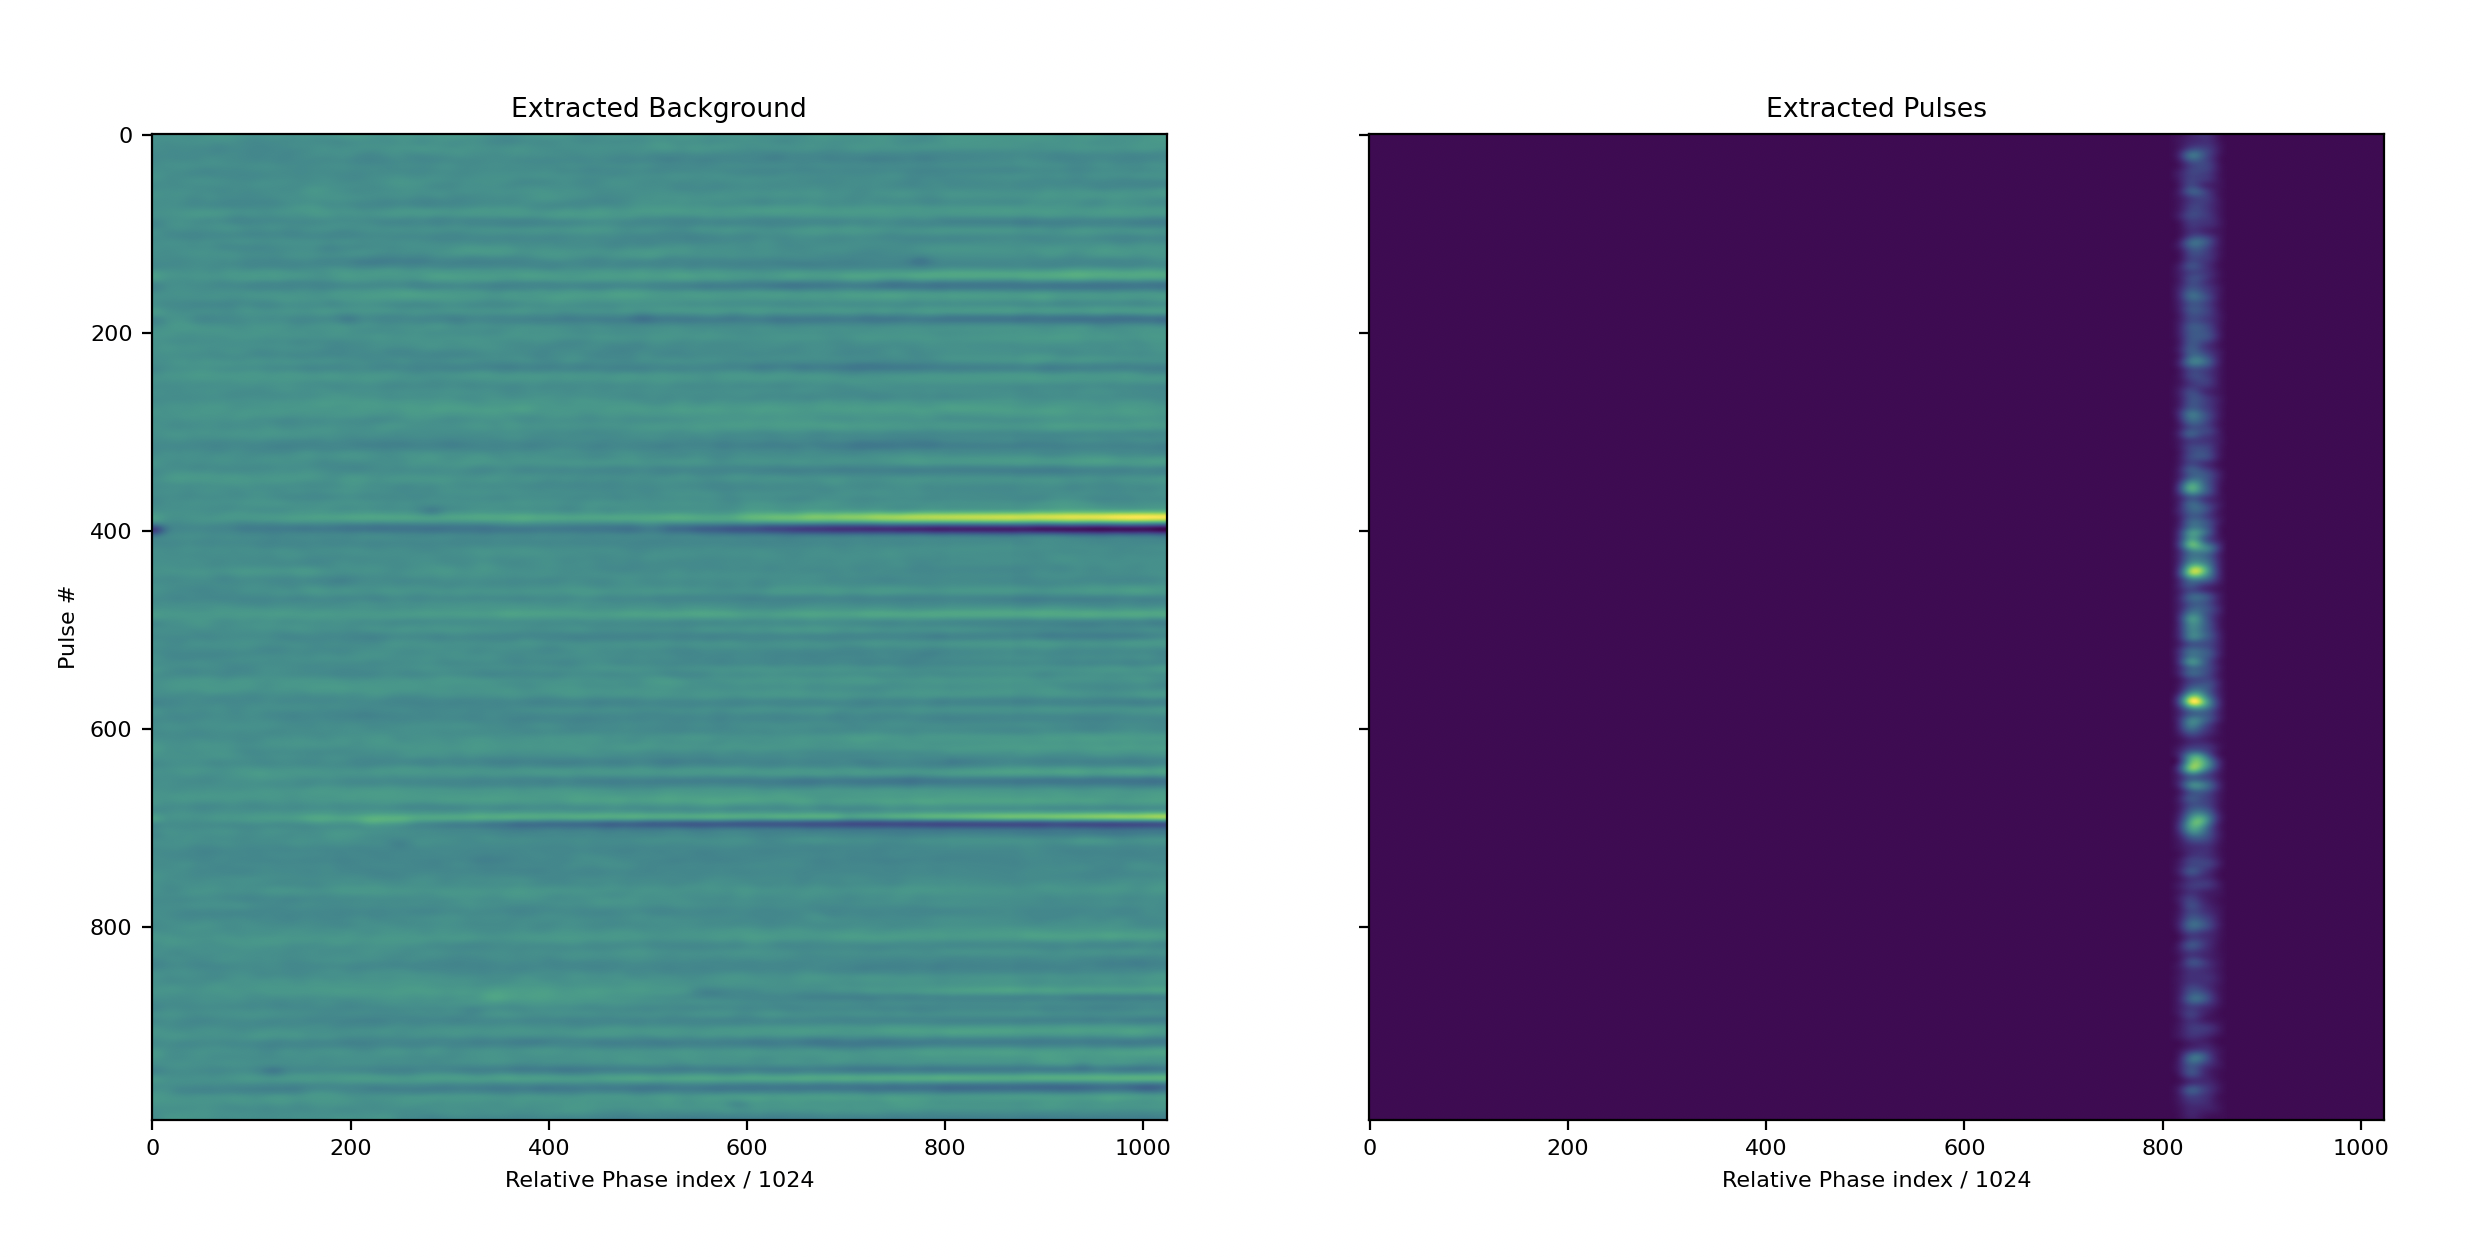 Extracted Background
Extracted Pulses
0
200
400
600
800
Pulse #
0 200 400 600 800 1000
0 200 400 600 800 1000
Relative Phase index / 1024
Relative Phase index / 1024